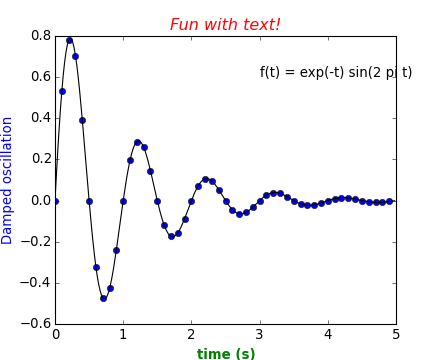 Fun with text!
0.8
0.6
0.4
0.2
0.0
−0.2
−0.4
−0.6
Damped oscillation
f(t) = exp(-t) sin(2 pi t)
0 1 2 3 4 5
time (s)